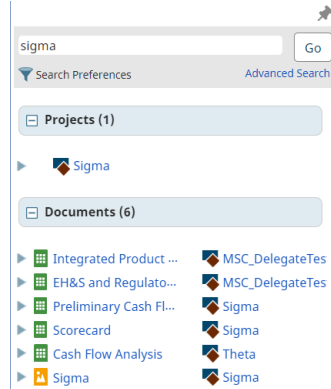 sigma
Go
Search Preferences Advanced Search
Projects (1)
Sigma
Documents (6)
Integrated Product ... MSC_DelegateTes
EH&S and Regulato... MSC_DelegateTes
Preliminary Cash Fl... Sigma
Scorecard Sigma
Cash Flow Analysis Theta
Sigma Sigma